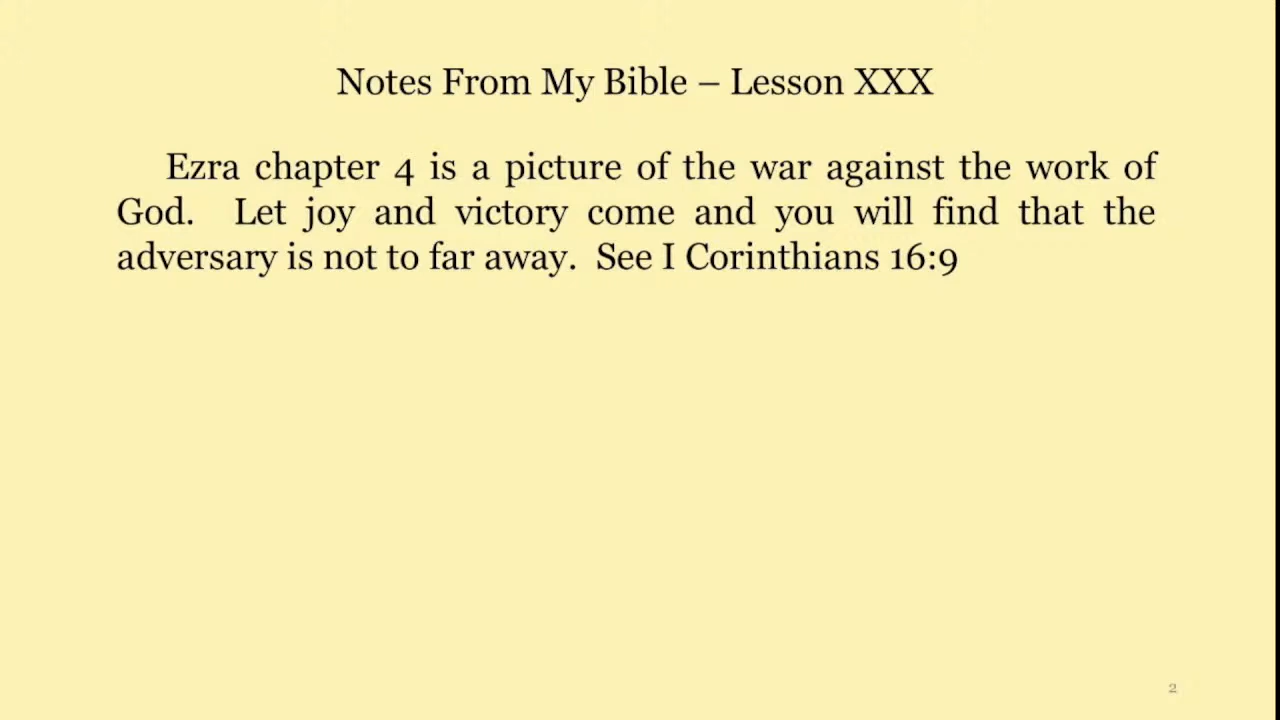 Notes From My Bible – Lesson XXX
Ezra chapter 4 is a picture of the war against the work of
God.  Let joy and victory come and you will find that the
adversary is not to far away.  See I Corinthians 16:9
2